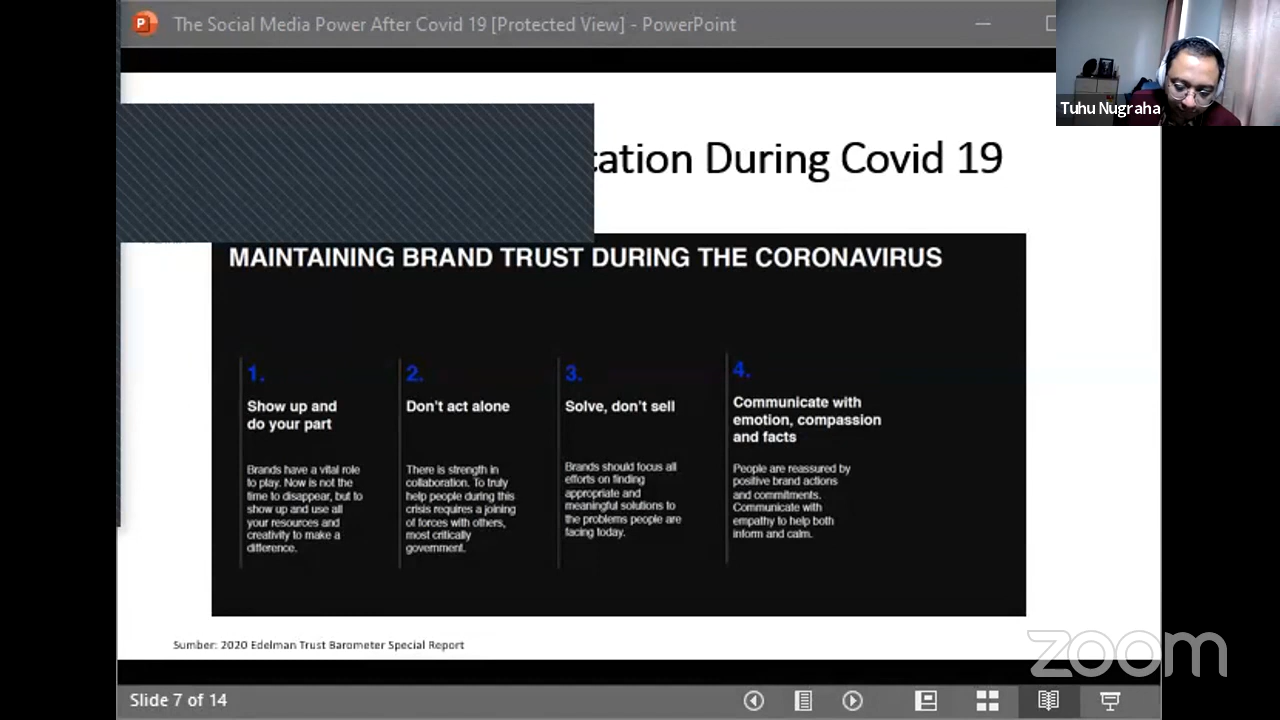 The Social Media Power After Covid 19 [Protected View] - PowerPoint
Tuhu Nugraha
During Covid 19
MAINTAINING BRAND TRUST DURING THE CORONAVIRUS
1.
Show up and
do your part
Brands have a vital role
to play. Now is not the
time to disappear, but to
show up and use all
your resources and
creativity to make a
difference.
2.
Don't act alone
There is strength in
collaboration. To truly
help people during this
crisis requires a joining
of forces with others,
most critically
government.
3.
Solve, don't sell
Brands should focus all
efforts on finding
appropriate and
meaningful solutions to
the problems people are
facing today.
4.
Communicate with
emotion, compassion
and facts
People are reassured by
positive brand actions
and commitments.
Communicate with
empathy to help both
inform and calm.
Sumber: 2020 Edelman Trust Barometer Special Report
zoom
Slide 7 of 14